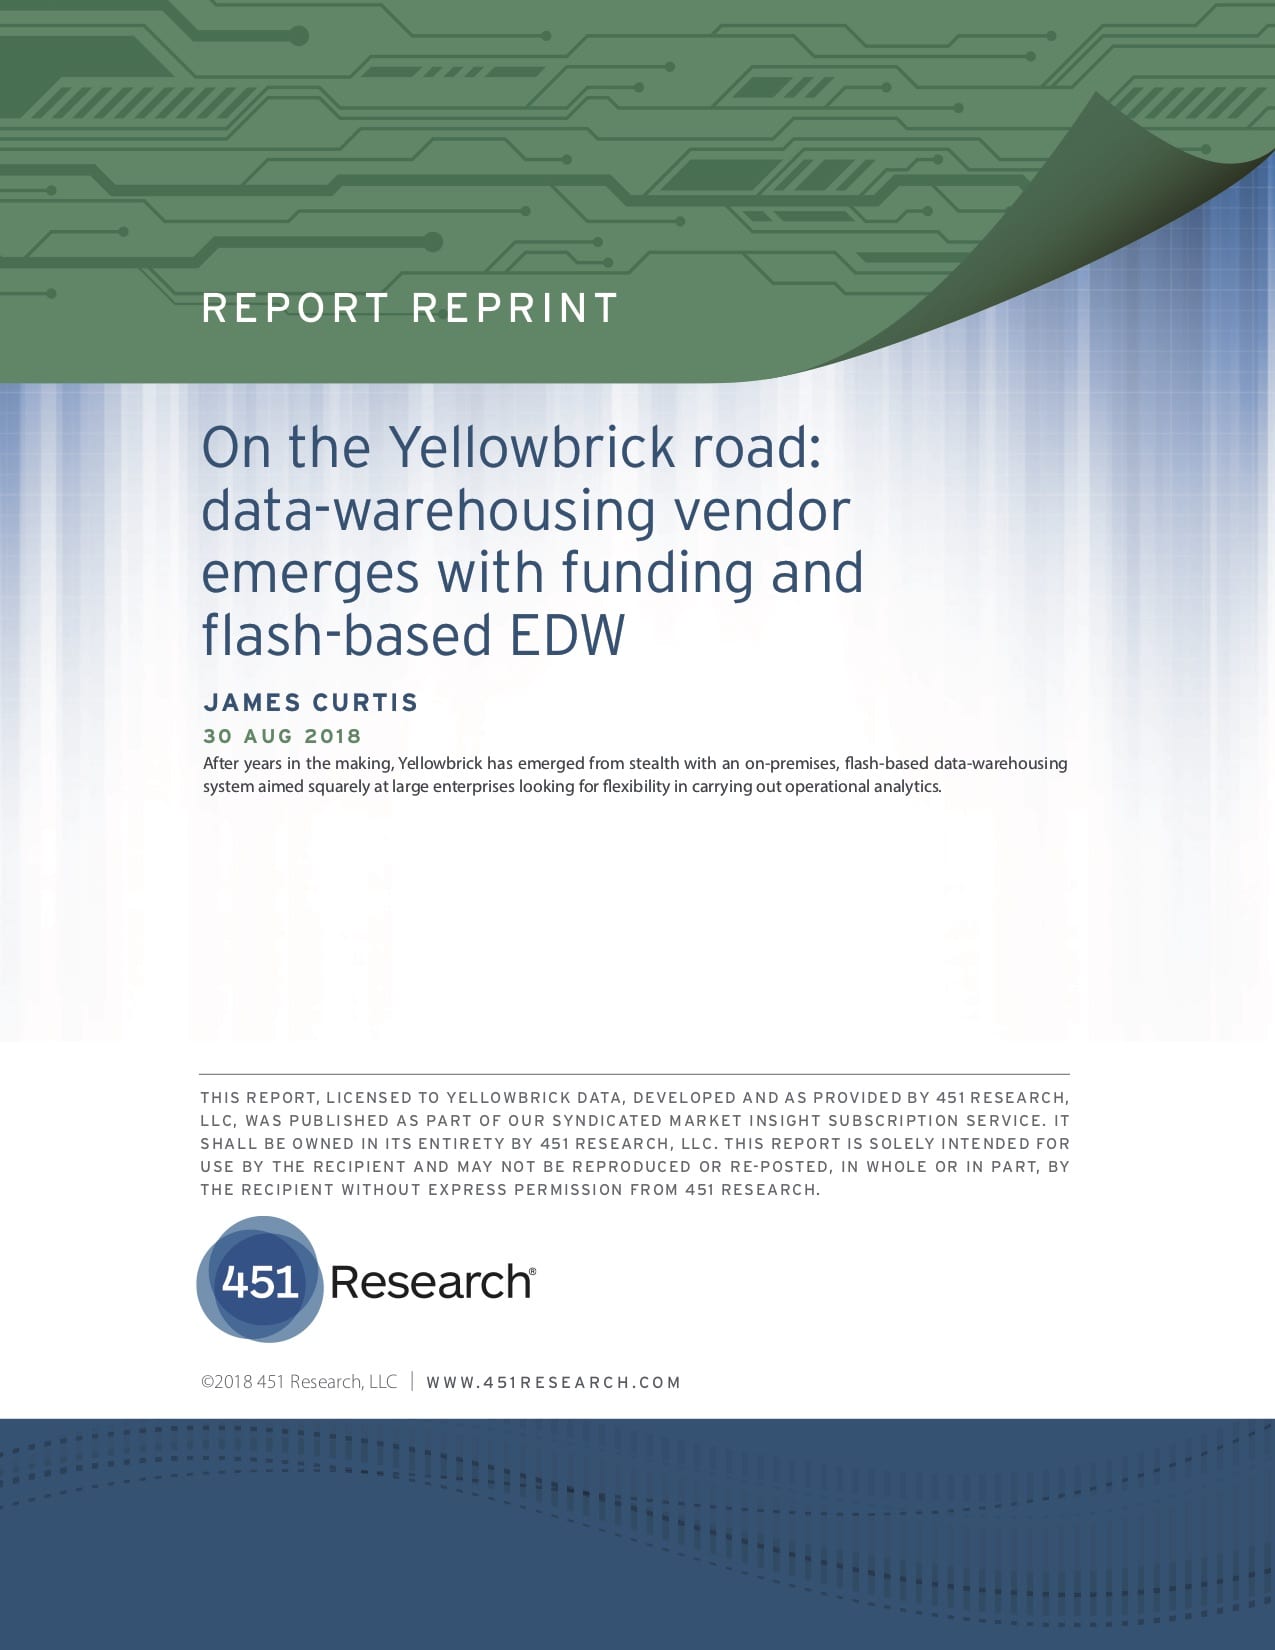 REPORT REPRINT
On the Yellowbrick road:
data-warehousing vendor
emerges with funding and
flash-based EDW
JAMES CURTIS
30 AUG 2018
After years in the making, Yellowbrick has emerged from stealth with an on-premises, flash-based data-warehousing
system aimed squarely at large enterprises looking for flexibility in carrying out operational analytics.
THIS REPORT, LICENSED TO YELLOWBRICK DATA, DEVELOPED AND AS PROVIDED BY 451 RESEARCH,
LLC, WAS PUBLISHED AS PART OF OUR SYNDICATED MARKET INSIGHT SUBSCRIPTION SERVICE. IT
SHALL BE OWNED IN ITS ENTIRETY BY 451 RESEARCH, LLC. THIS REPORT IS SOLELY INTENDED FOR
USE BY THE RECIPIENT AND MAY NOT BE REPRODUCED OR RE-POSTED, IN WHOLE OR IN PART, BY
THE RECIPIENT WITHOUT EXPRESS PERMISSION FROM 451 RESEARCH.
451 Research®
©2018 451 Research, LLC | WWW.451RESEARCH.COM